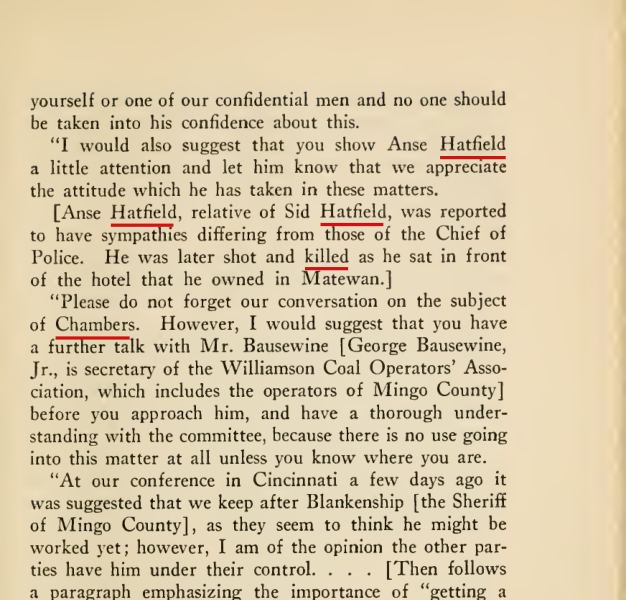 yourself or one of our confidential men and no one should
be taken into his confidence about this.
"I would also suggest that you show Anse Hatfield
a little attention and let him know that we appreciate
the attitude which he has taken in these matters.
[Anse Hatfield, relative of Sid Hatfield, was reported
to have sympathies differing from those of the Chief of
Police. He was later shot and killed as he sat in front
of the hotel that he owned in Matewan.]
"Please do not forget our conversation on the subject
of Chambers. However, I would suggest that you have
a further talk with Mr. Bausewine [George Bausewine,
Jr., is secretary of the Williamson Coal Operators' Asso-
ciation, which includes the operators of Mingo County]
before you approach him, and have a thorough under-
standing with the committee, because there is no use going
into this matter at all unless you know where you are.
"At our conference in Cincinnati a few days ago it
was suggested that we keep after Blankenship [the Sheriff
of Mingo County], as they seem to think he might be
worked yet; however, I am of the opinion the other par-
ties have him under their control. . . . [Then follows
a paragraph emphasizing the importance of "getting a